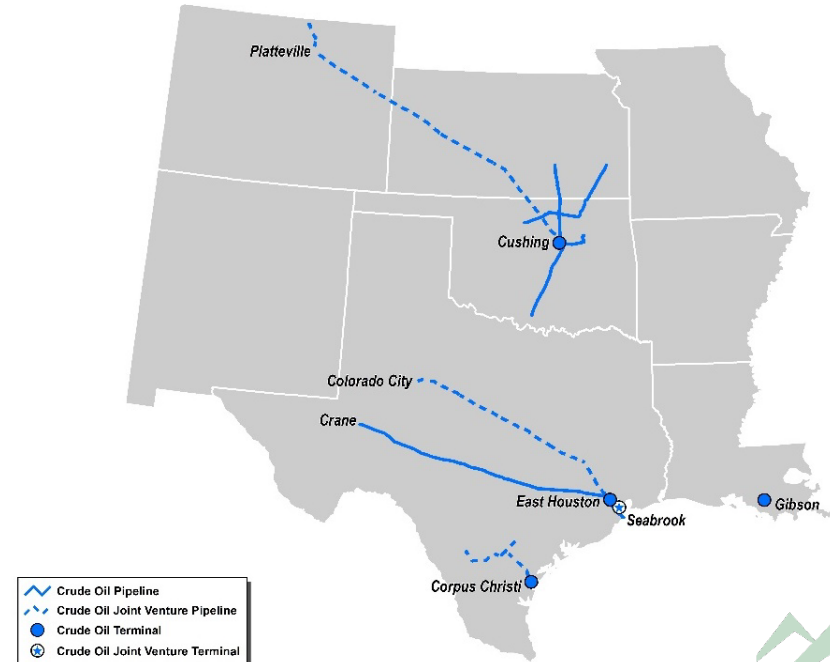 Platteville
Cushing
Colorado City
Crane
East Houston
Seabrook
Gibson
Corpus Christi
Crude Oil Pipeline
Crude Oil Joint Venture Pipeline
Crude Oil Terminal
Crude Oil Joint Venture Terminal